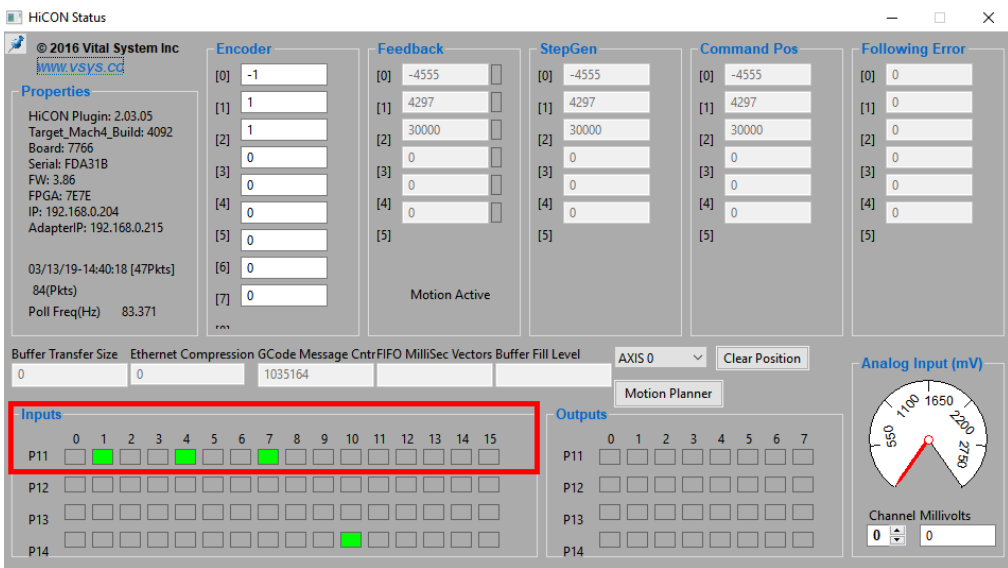 HiCON Status
© 2016 Vital System Inc
www.vsys.co
Properties
HiCON Plugin: 2.03.05
Target_Mach4_Build: 4092
Board: 7766
Serial: FDA31B
FW: 3.86
FPGA: 7E7E
IP: 192.168.0.204
AdapterIP: 192.168.0.215
03/13/19-14:40:18 [47Pkts]
84(Pkts)
Poll Freq(Hz) 83.371
Encoder
[0] -1
[1] 1
[2] 1
[3] 0
0
[4] 0
[5] 0
[6] 0
[7] 0
Feedback
[0] -4555
[1] 4297
[2] 30000
[3] 0
0
[4] 0
[5]
Motion Active
StepGen
[0] -4555
[1] 4297
[2] 30000
[3] 0
0
[4] 0
[5]
Command Pos
[0] -4555
[1] 4297
[2] 30000
[3] 0
0
[4] 0
[5]
Following Error
[0] 0
[1] 0
[2] 0
[3] 0
0
[4] 0
[5]
Buffer Transfer Size Ethernet Compression GCode Message Cntr FIFO MilliSec Vectors Buffer Fill Level
0 0 1035164
AXIS 0 Clear Position
Motion Planner
Inputs
0 1 2 3 4 5 6 7 8 9 10 11 12 13 14 15
P11
P12
P13
P14
Outputs
0 1 2 3 4 5 6 7
P11
P12
P13
P14
Analog Input (mV)
550 1100 1650 2200 2750
Channel Millivolts
0 0